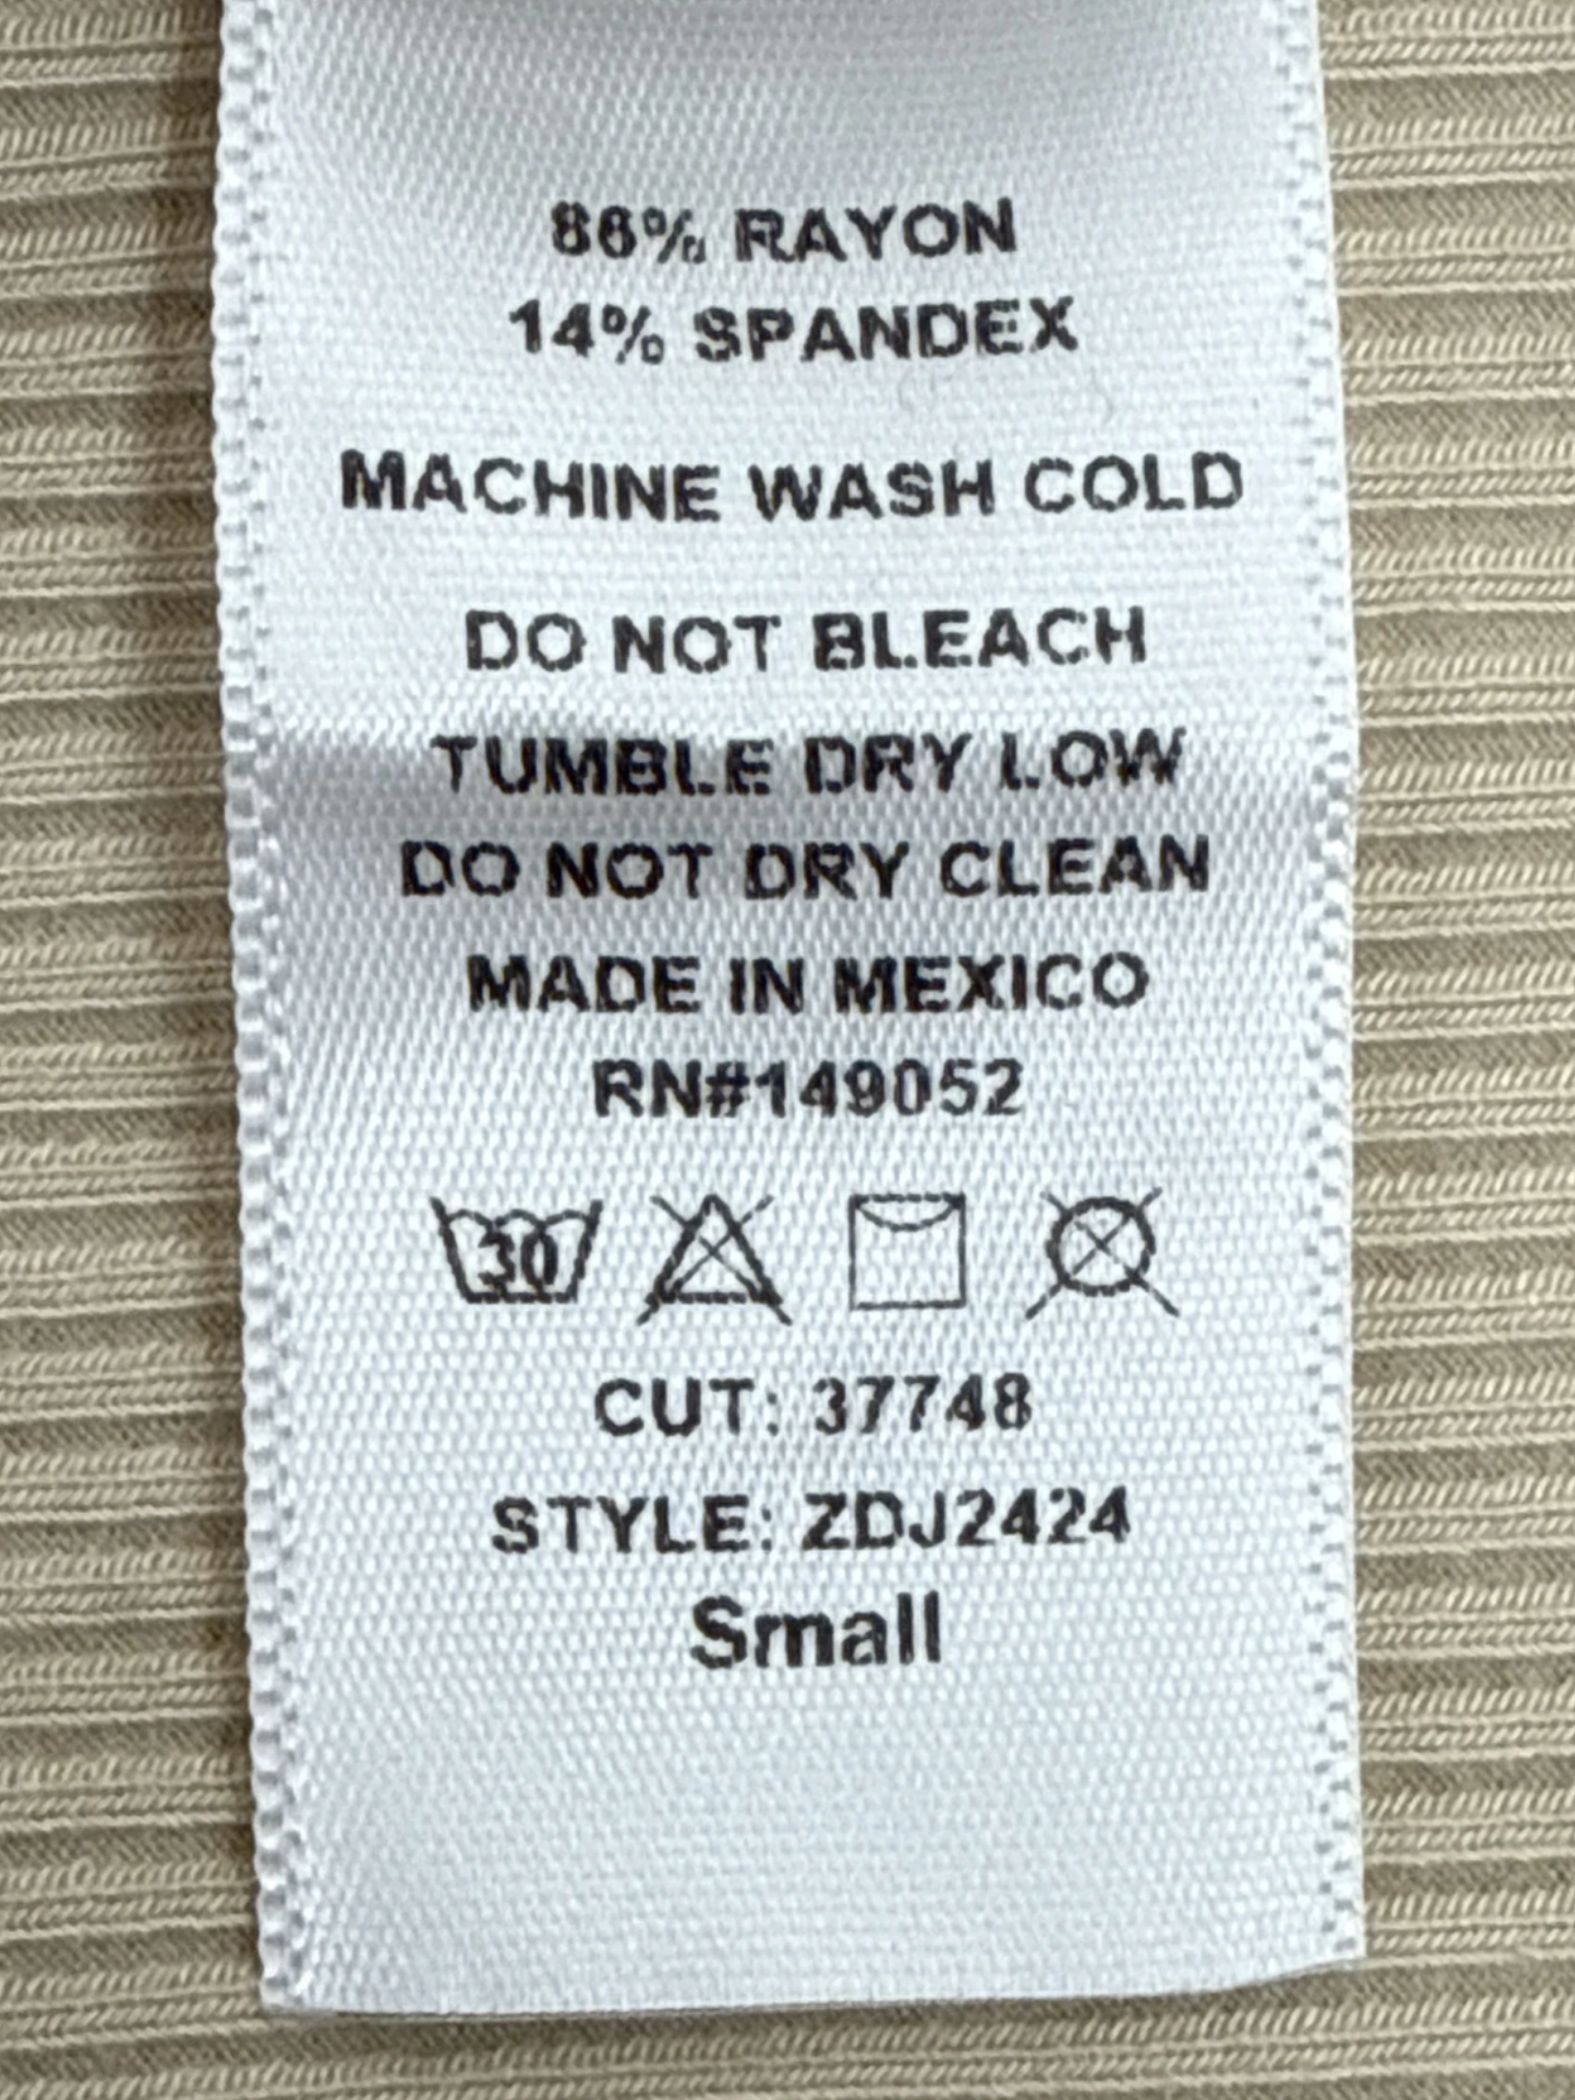 86% RAYON
14% SPANDEX
MACHINE WASH COLD
DO NOT BLEACH
TUMBLE DRY LOW
DO NOT DRY CLEAN
MADE IN MEXICO
RN#149052
30
CUT: 37748
STYLE: ZDJ2424
Small